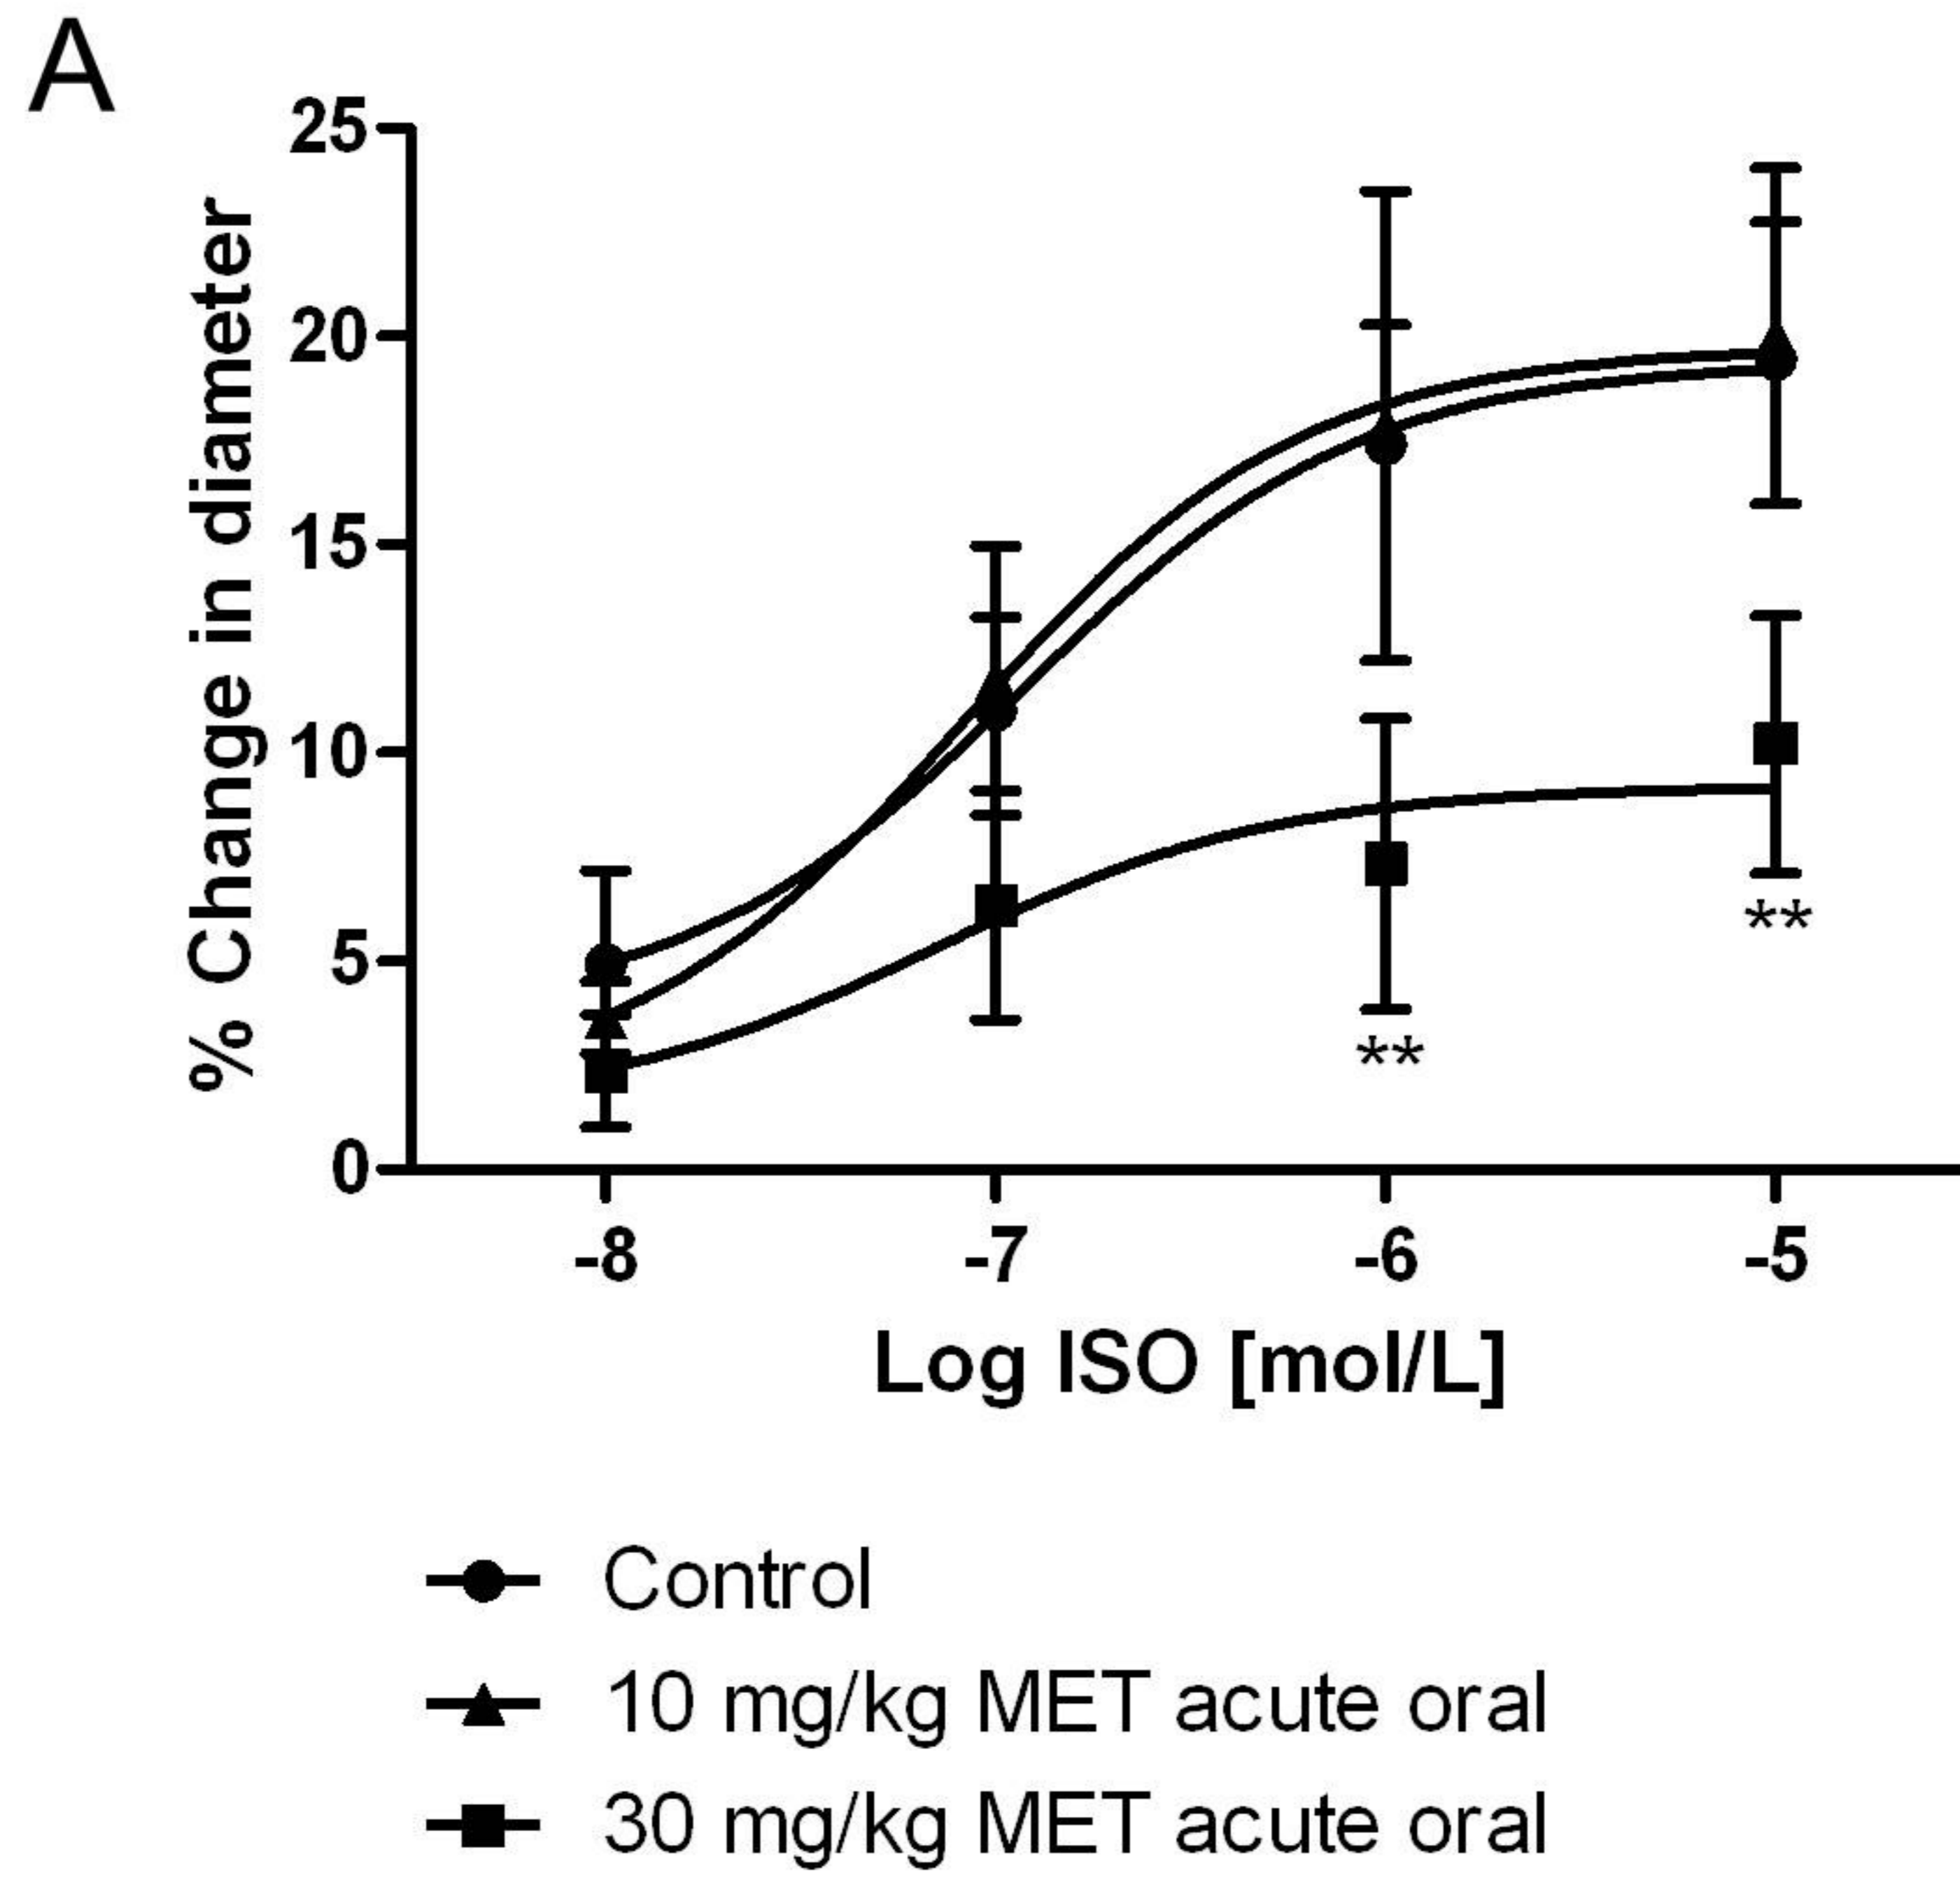 A
25
20
15
10
5
0
% Change in diameter
**
**
-8 -7 -6 -5
Log ISO [mol/L]
Control
10 mg/kg MET acute oral
30 mg/kg MET acute oral